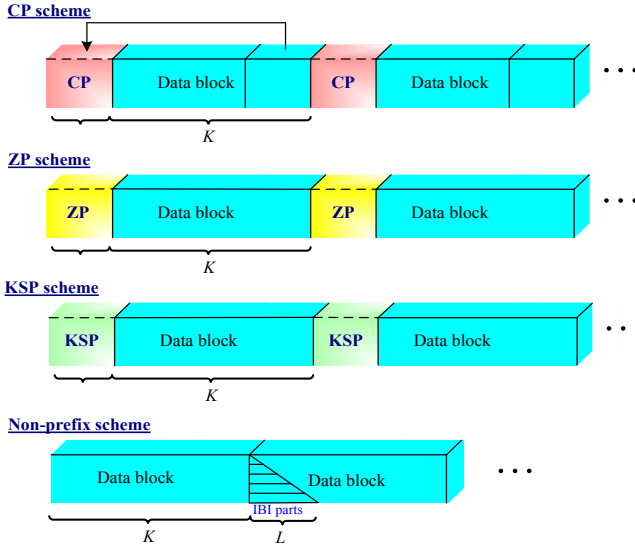 CP scheme
CP Data block CP Data block . . .
K
ZP scheme
ZP Data block ZP Data block . . .
K
KSP scheme
KSP Data block KSP Data block . .
K
Non-prefix scheme
Data block Data block . . .
IBI parts
K L